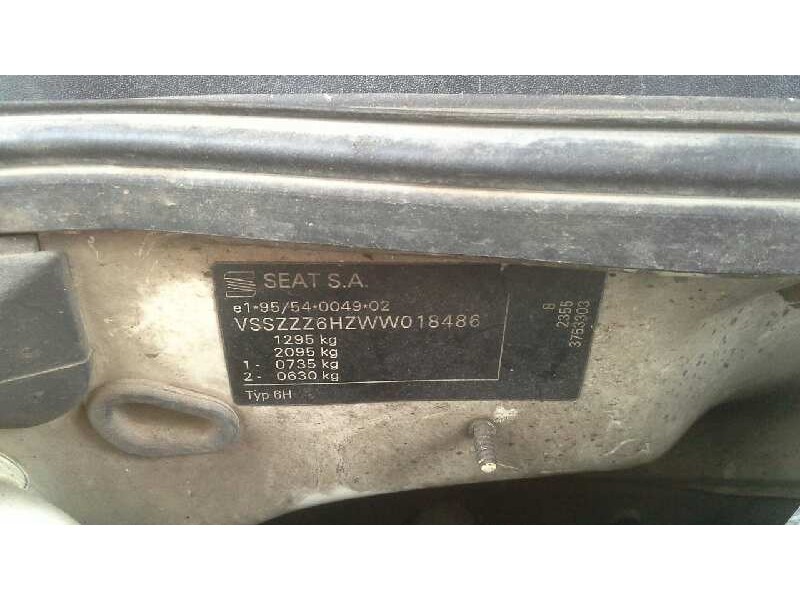 SEAT S.A.
e1*95/54*0049*02
VSSZZZ6HZWW018486
1295 kg
2095 kg
1- 0735 kg
2- 0630 kg
Typ 6H
8
2355
3753303